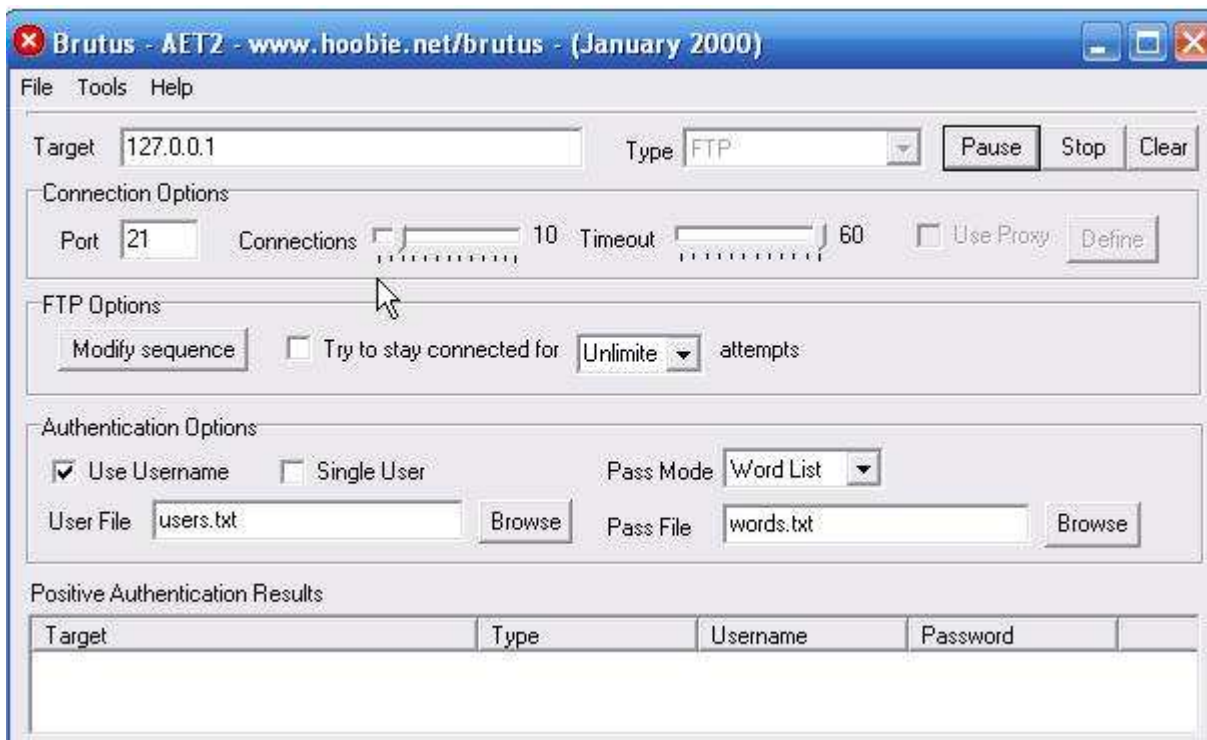 Brutus - AET2 - www.hoobie.net/brutus - (January 2000)
File Tools Help
Target 127.0.0.1 Type FTP Pause Stop Clear
Connection Options
Port 21 Connections 10 Timeout 60 Use Proxy Define
FTP Options
Modify sequence Try to stay connected for Unlimite attempts
Authentication Options
Use Username Single User Pass Mode Word List
User File users.txt Browse Pass File words.txt Browse
Positive Authentication Results
Target Type Username Password